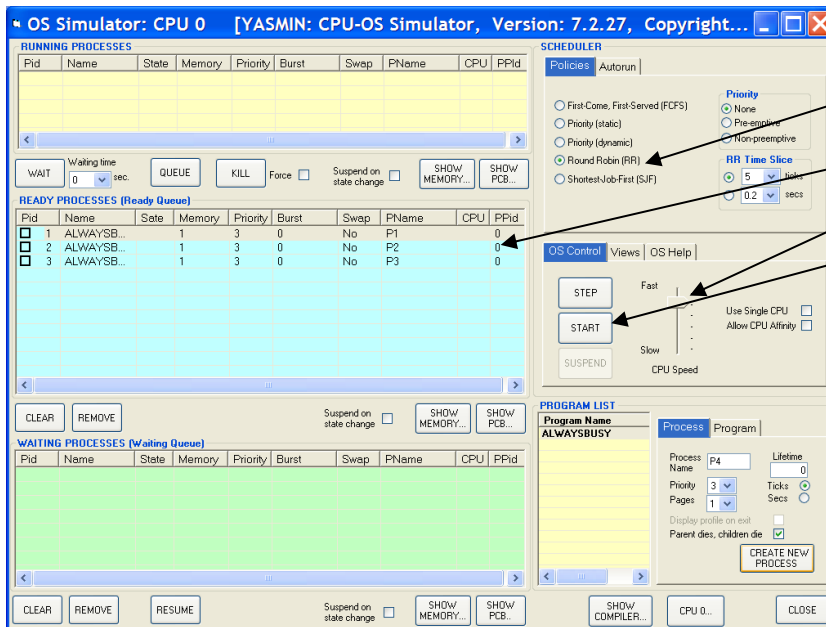 OS Simulator: CPU 0 [YASMIN: CPU-OS Simulator, Version: 7.2.27, Copyright...
RUNNING PROCESSES
Pid Name State Memory Priority Burst Swap PName CPU PPId
WAIT
Waiting time
0 sec.
QUEUE
KILL
Force
Suspend on
state change
SHOW
MEMORY...
SHOW
PCB...
READY PROCESSES (Ready Queue)
Pid Name Sate Memory Priority Burst Swap PName CPU PPid
1 ALWAYSB... 1 3 0 No P1 0
2 ALWAYSB... 1 3 0 No P2 0
3 ALWAYSB... 1 3 0 No P3 0
CLEAR
REMOVE
Suspend on
state change
SHOW
MEMORY...
SHOW
PCB...
WAITING PROCESSES (Waiting Queue)
Pid Name State Memory Priority Burst Swap PName CPU PPid
CLEAR
REMOVE
RESUME
Suspend on
state change
SHOW
MEMORY...
SHOW
PCB..
SCHEDULER
Policies Autorun
First-Come, First-Served (FCFS)
Priority (static)
Priority (dynamic)
Round Robin (RR)
Shortest-Job-First (SJF)
Priority
None
Pre-emptive
Non-preemptive
RR Time Slice
5 ticks
0.2 secs
OS Control Views OS Help
STEP
START
SUSPEND
Fast
Slow
CPU Speed
Use Single CPU
Allow CPU Affinity
PROGRAM LIST
Program Name
ALWAYSBUSY
Process Program
Process
Name
P4
Lifetime
0
Priority 3
Ticks
Pages 1
Secs
Display profile on exit
Parent dies, children die
CREATE NEW
PROCESS
SHOW
COMPILER...
CPU 0...
CLOSE